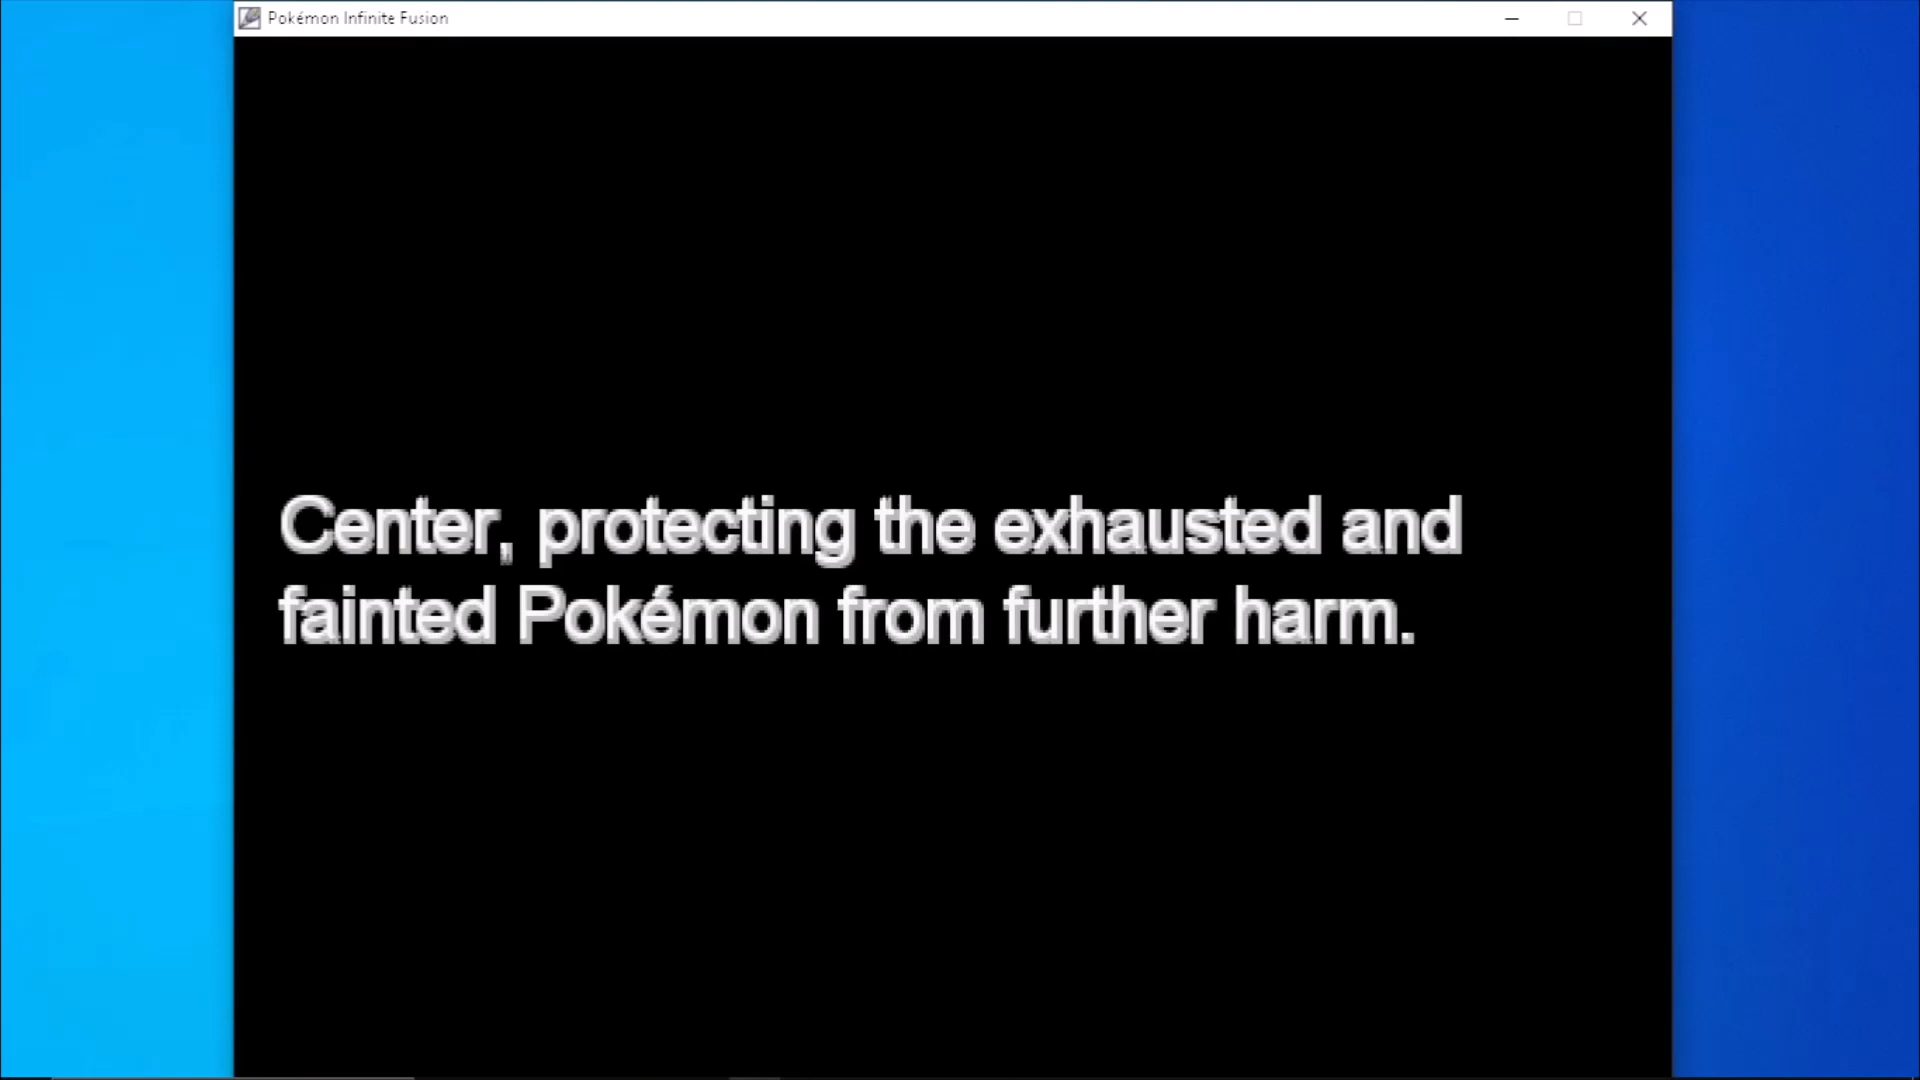 Pokémon Infinite Fusion
Center, protecting the exhausted and
fainted Pokémon from further harm.